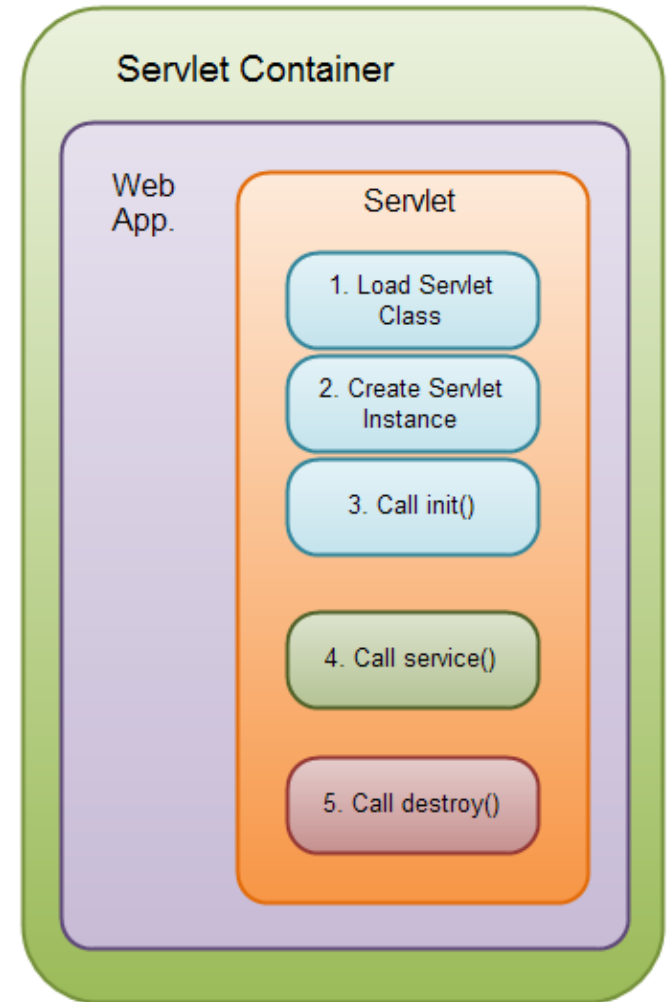 Servlet Container
Web
App.
Servlet
1. Load Servlet
Class
2. Create Servlet
Instance
3. Call init()
4. Call service()
5. Call destroy()